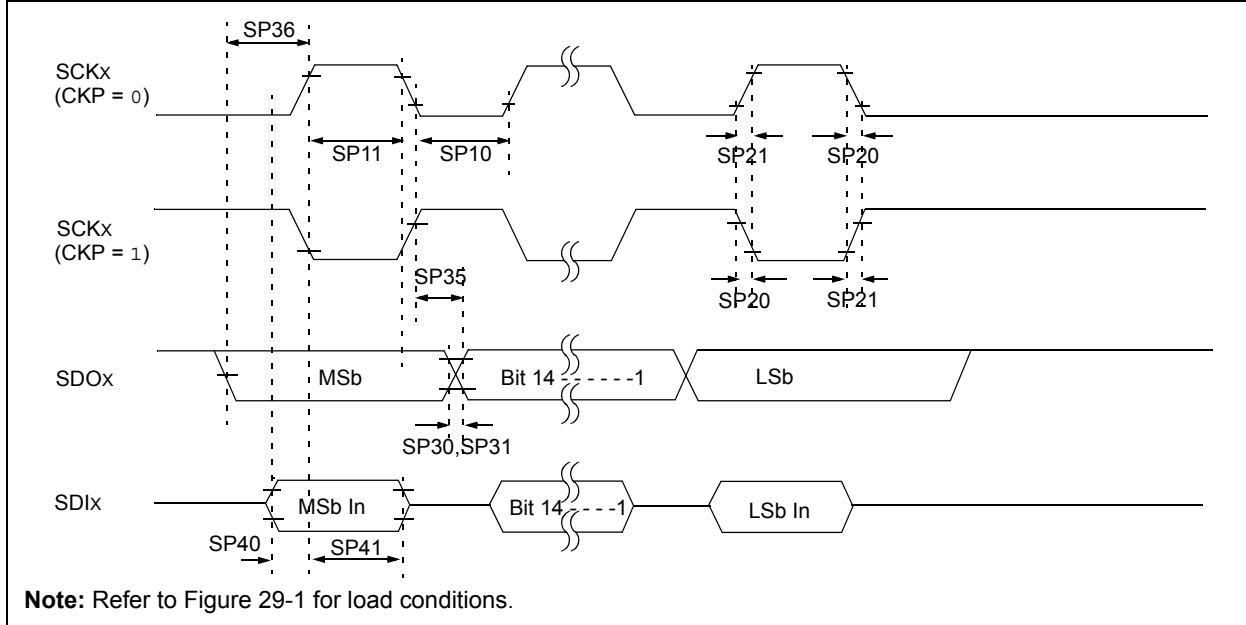 SP36
SCKx
(CKP = 0)
SP11
SP10
SP21
SP20
SCKx
(CKP = 1)
SP35
SP20
SP21
SDOx
MSb
Bit 14 - - - - - -1
LSb
SP30,SP31
SDIx
MSb In
Bit 14 - - - -1
LSb In
SP40
SP41
Note: Refer to Figure 29-1 for load conditions.